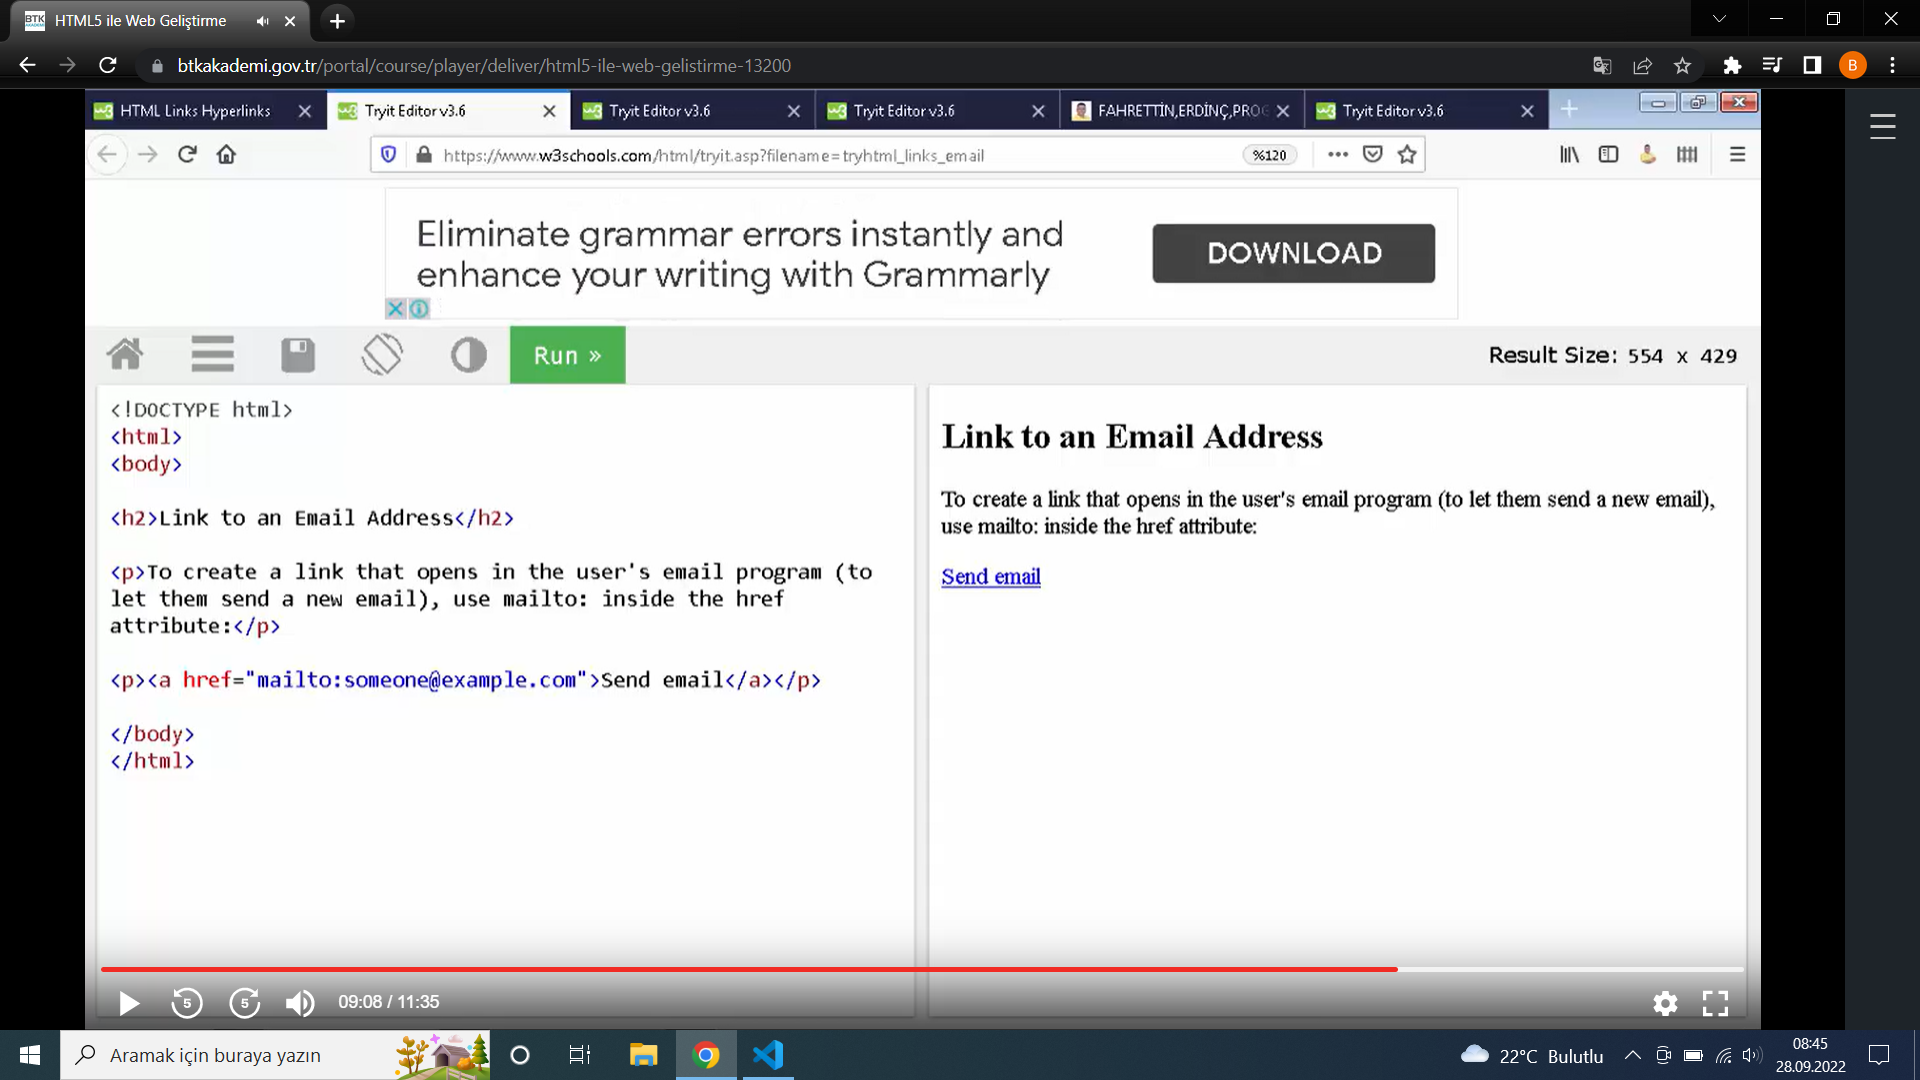 HTML5 ile Web Geliştirme
btkakademi.gov.tr/portal/course/player/deliver/html5-ile-web-gelistirme-13200
B
HTML Links Hyperlinks
Tryit Editor v3.6
Tryit Editor v3.6
Tryit Editor v3.6
FAHRETTİN,ERDİNÇ,PROG
Tryit Editor v3.6
https://www.w3schools.com/html/tryit.asp?filename=tryhtml_links_email
%120
Eliminate grammar errors instantly and
enhance your writing with Grammarly
DOWNLOAD
Run »
Result Size: 554 x 429
<!DOCTYPE html>
<html>
<body>
<h2>Link to an Email Address</h2>
<p>To create a link that opens in the user's email program (to
let them send a new email), use mailto: inside the href
attribute:</p>
<p><a href="mailto:someone@example.com">Send email</a></p>
</body>
</html>
Link to an Email Address
To create a link that opens in the user's email program (to let them send a new email),
use mailto: inside the href attribute:
Send email
5
5
09:08 / 11:35
Aramak için buraya yazın
22°C Bulutlu
08:45
28.09.2022